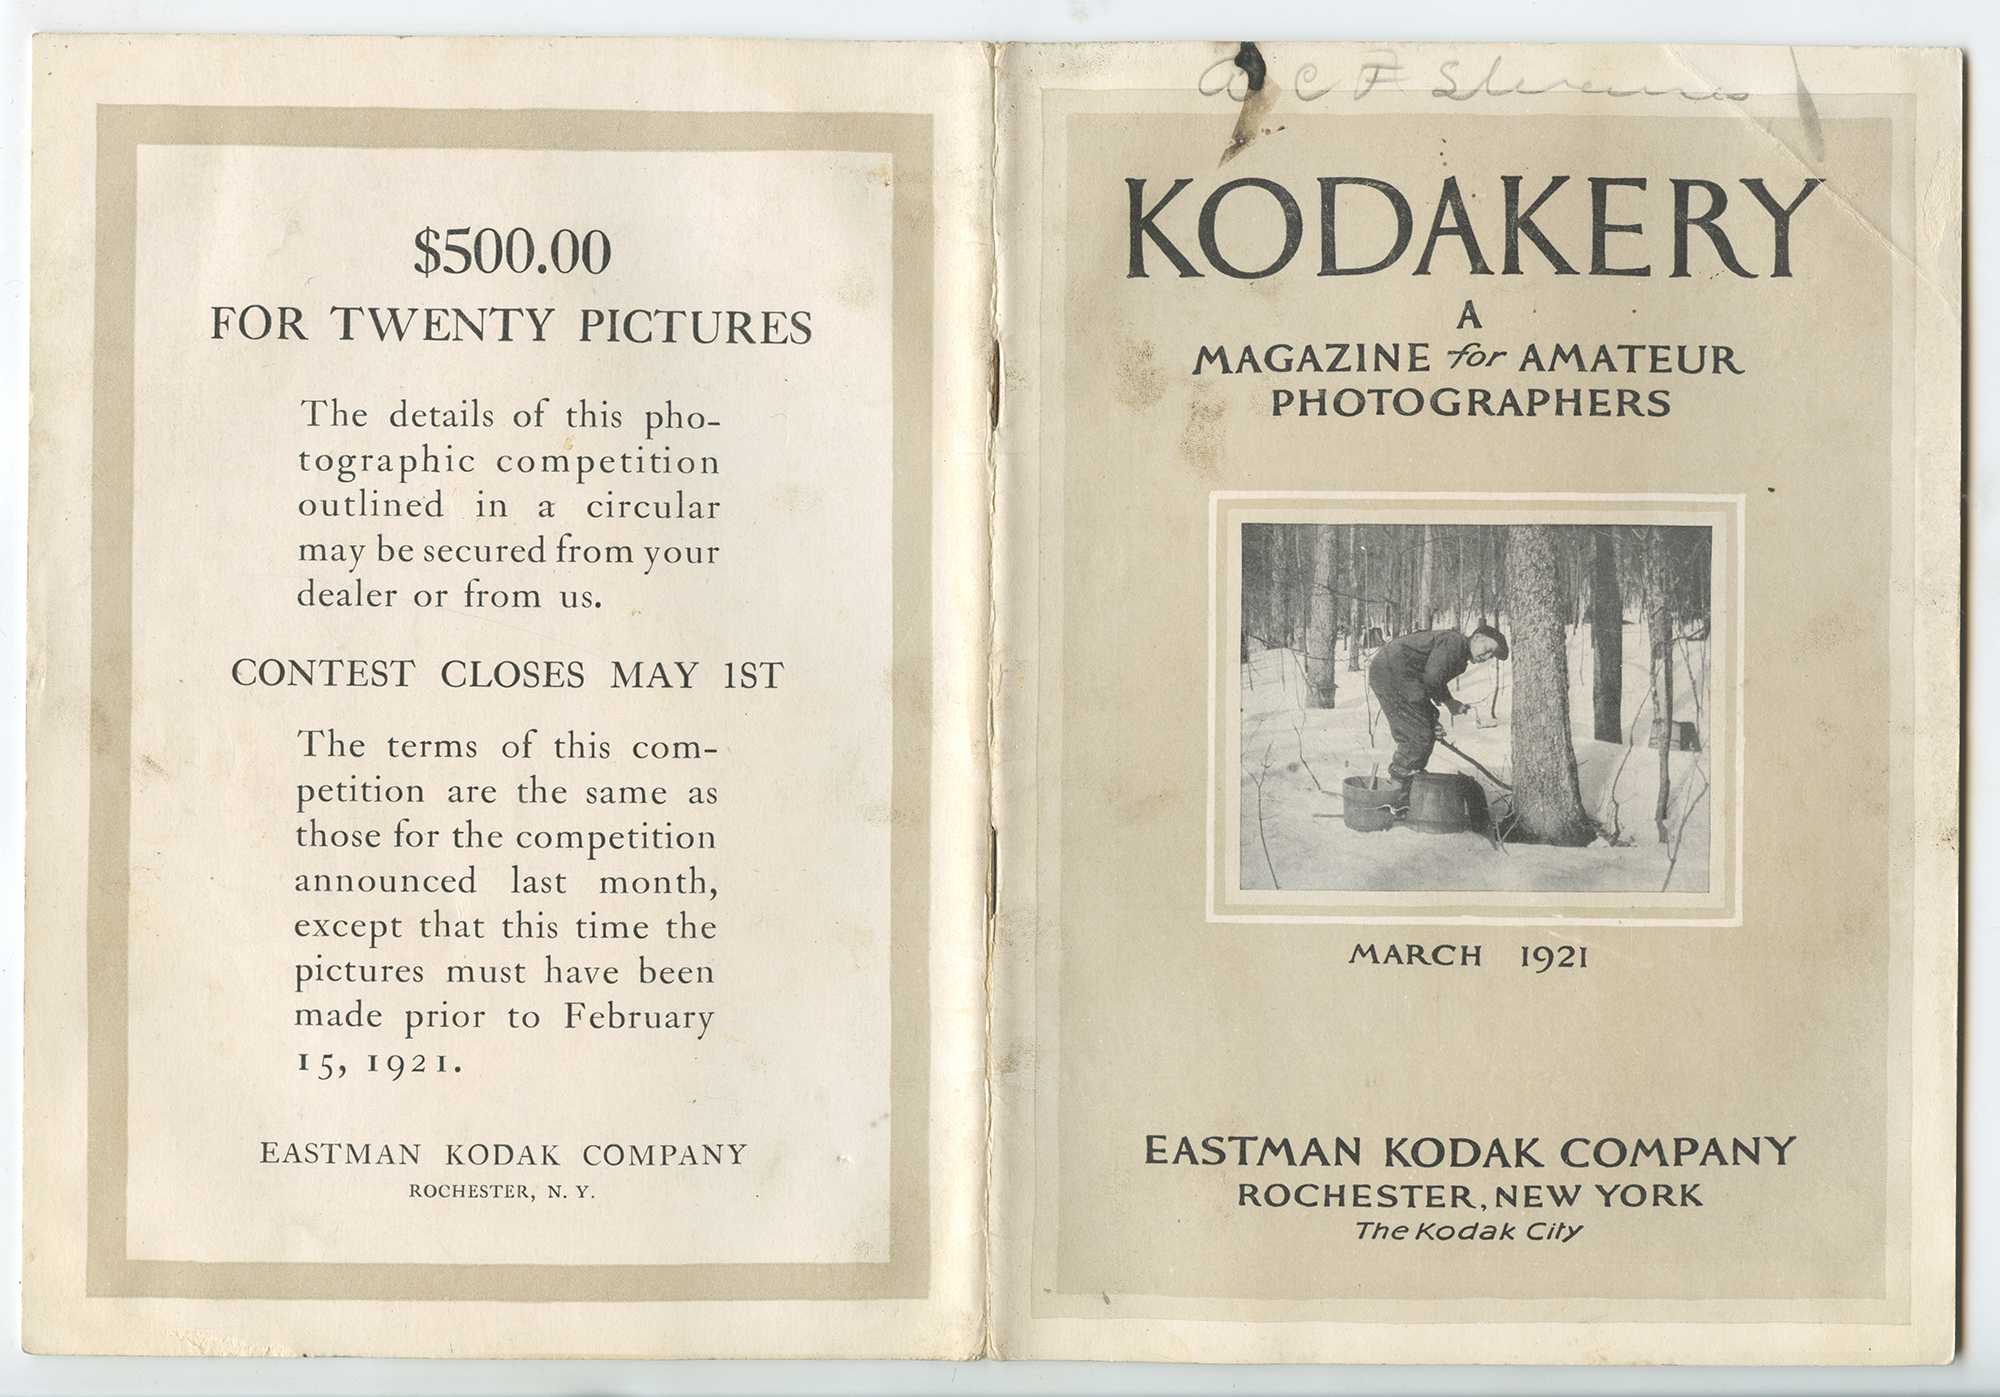 $500.00
FOR TWENTY PICTURES
The details of this pho-
tographic competition
outlined in a circular
may be secured from your
dealer or from us.
CONTEST CLOSES MAY 1ST
The terms of this com-
petition are the same as
those for the competition
announced last month,
except that this time the
pictures must have been
made prior to February
15, 1921.
EASTMAN KODAK COMPANY
ROCHESTER, N. Y.
A C F
KODAKERY
A
MAGAZINE for AMATEUR
PHOTOGRAPHERS
MARCH 1921
EASTMAN KODAK COMPANY
ROCHESTER, NEW YORK
The Kodak City